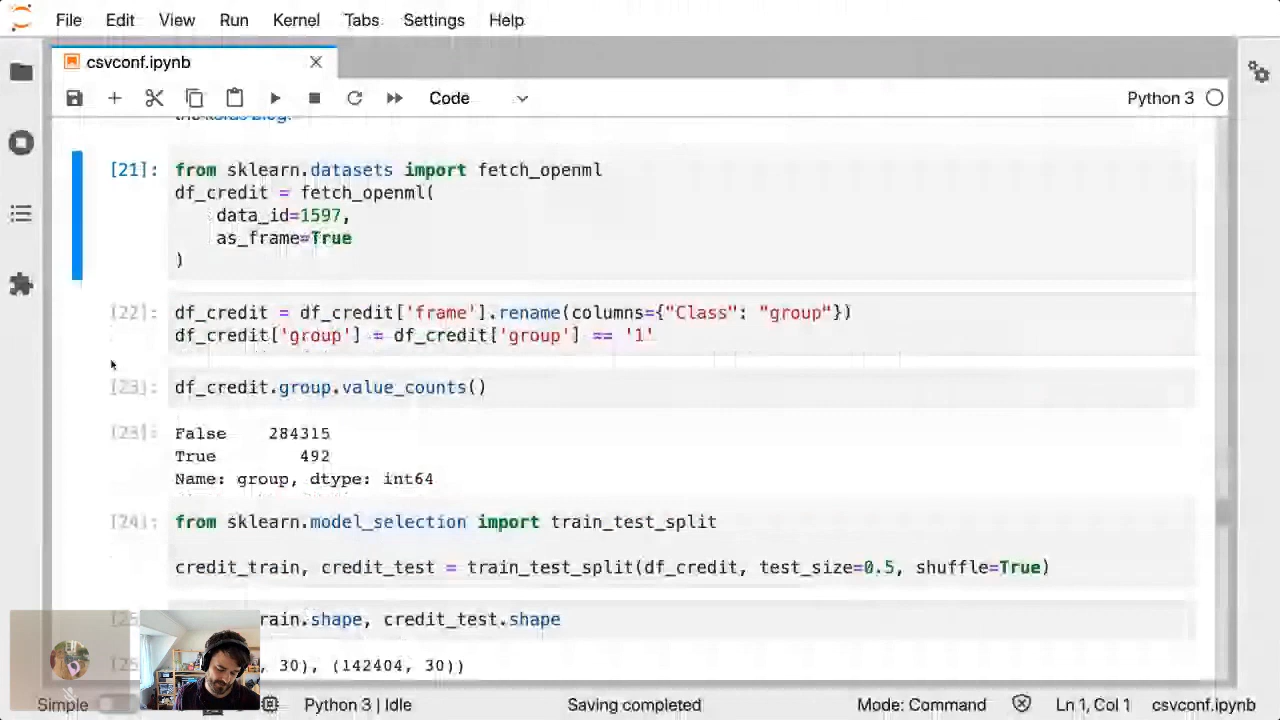 File Edit View Run Kernel Tabs Settings Help
csvconf.ipynb
Code Python 3
blog.
[21]: from sklearn.datasets import fetch_openml
df_credit = fetch_openml(
data_id=1597,
as_frame=True
)
[22]: df_credit = df_credit['frame'].rename(columns={"Class": "group"})
df_credit['group'] = df_credit['group'] == '1'
[23]: df_credit.group.value_counts()
[23]: False 284315
True 492
Name: group, dtype: int64
[24]: from sklearn.model_selection import train_test_split
credit_train, credit_test = train_test_split(df_credit, test_size=0.5, shuffle=True)
rain.shape, credit_test.shape
, 30), (142404, 30))
Simple Python 3 | Idle Saving completed Mode: Command Ln 1, Col 1 csvconf.ipynb